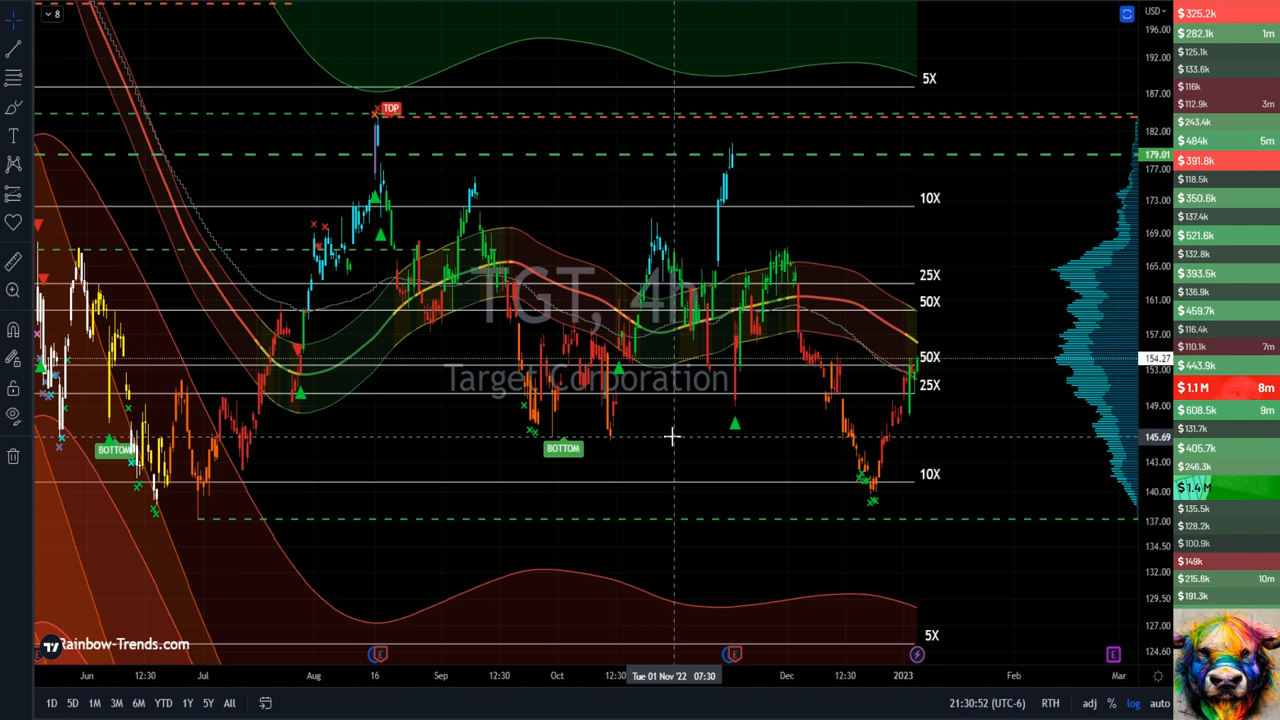 8
USD
196.00
192.00
187.00
182.00
179.01
177.00
173.00
169.00
165.00
161.00
157.00
154.27
153.00
149.00
145.69
143.00
140.00
137.00
134.50
132.00
129.50
127.00
124.60
5X
10X
25X
50X
50X
25X
10X
5X
TOP
BOTTOM
BOTTOM
TGT, 4h
Target Corporation
Rainbow-Trends.com
E
E
E
Jun
12:30
Jul
Aug
16
Sep
12:30
Oct
12:30
Tue 01 Nov '22 07:30
Dec
12:30
2023
Feb
Mar
1D 5D 1M 3M 6M YTD 1Y 5Y All
21:30:52 (UTC-6) RTH adj % log auto
$325.2k
$282.1k 1m
$125.1k
$133.6k
$116k
$112.9k 3m
$243.4k
$484k 5m
$391.8k
$118.5k
$350.6k
$137.4k
$521.6k
$132.8k
$393.5k
$136.9k
$459.7k
$116.4k
$110.1k 7m
$443.9k
$1.1 M 8m
$609.5k 9m
$131.7k
$405.7k
$246.3k
$1.4 M
$135.5k
$128.2k
$100.9k
$149k
$215.6k 10m
$191.3k